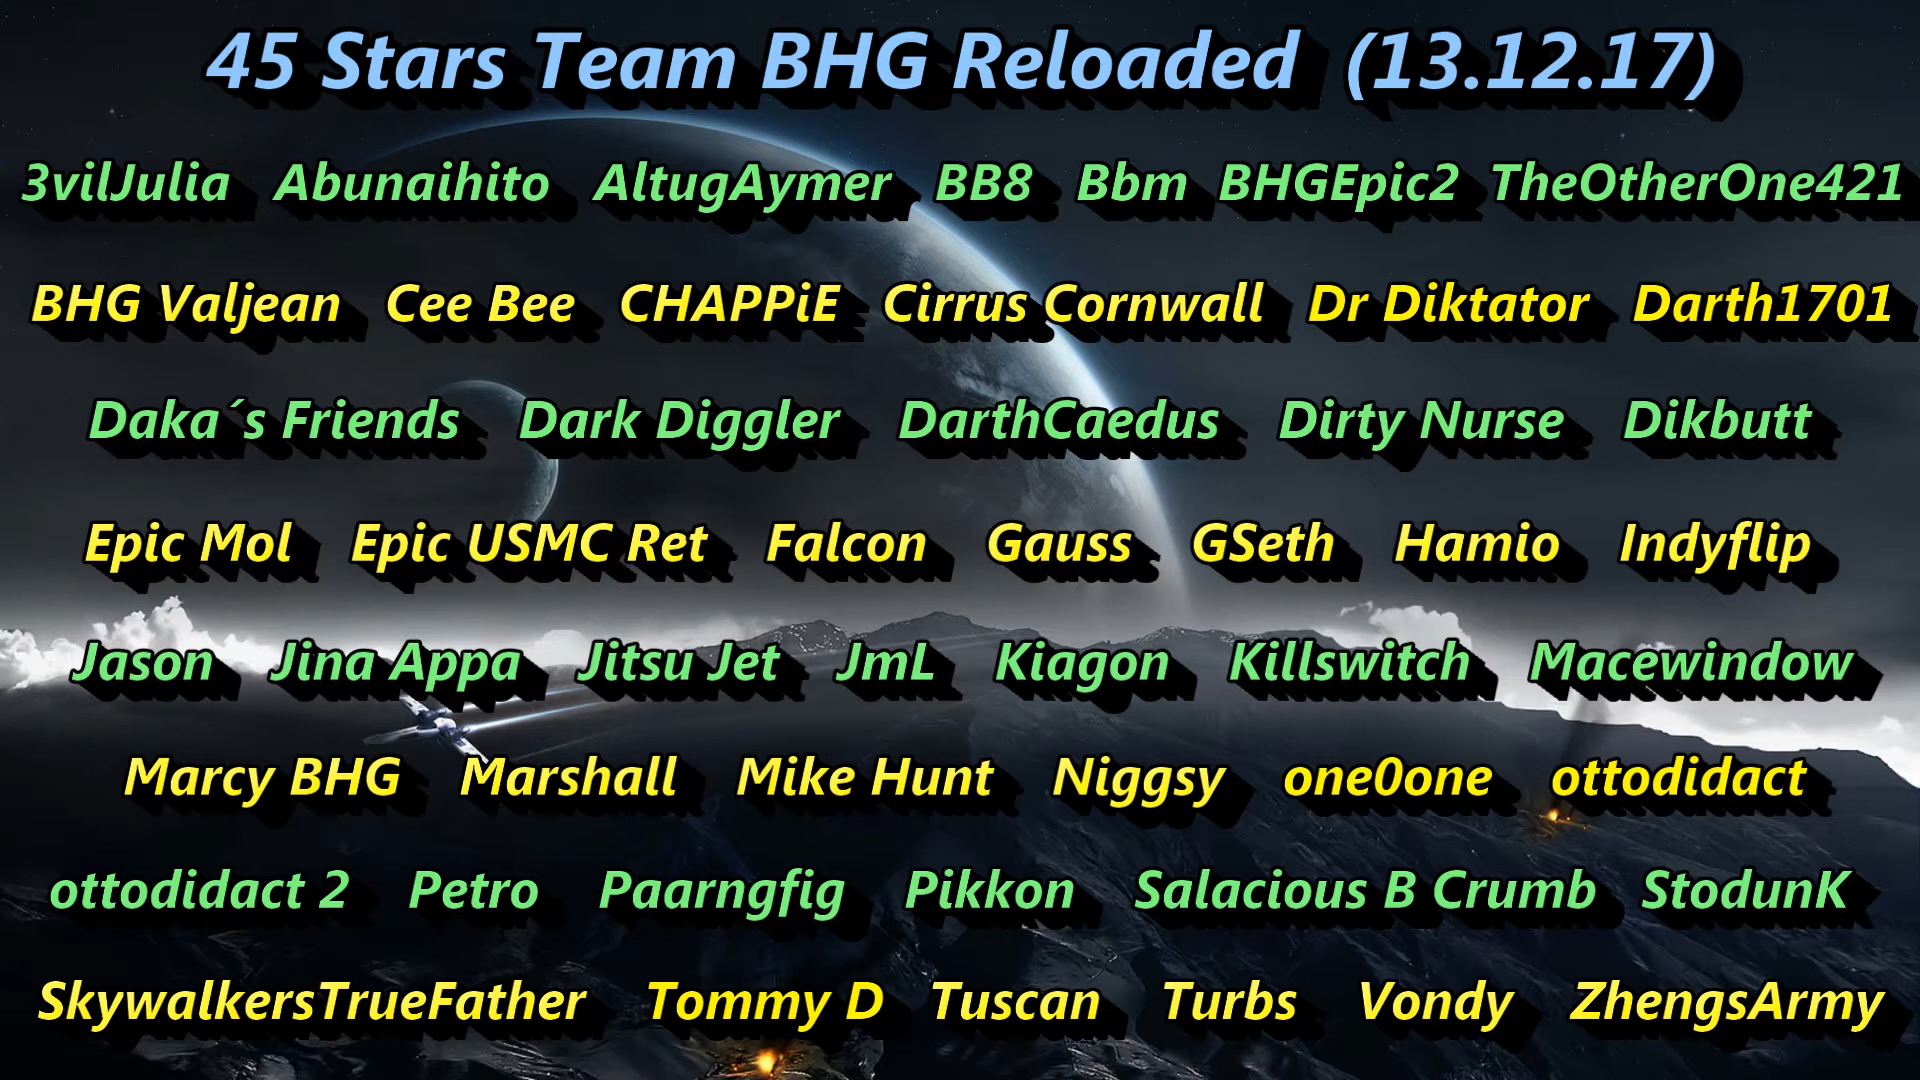 45 Stars Team BHG Reloaded (13.12.17)
3vilJulia Abunaihito AltugAymer BB8 Bbm BHGEpic2 TheOtherOne421
BHG Valjean Cee Bee CHAPPiE Cirrus Cornwall Dr Diktator Darth1701
Daka´s Friends Dark Diggler DarthCaedus Dirty Nurse Dikbutt
Epic Mol Epic USMC Ret Falcon Gauss GSeth Hamio Indyflip
Jason Jina Appa Jitsu Jet JmL Kiagon Killswitch Macewindow
Marcy BHG Marshall Mike Hunt Niggsy one0one ottodidact
ottodidact 2 Petro Paarngfig Pikkon Salacious B Crumb StodunK
SkywalkersTrueFather Tommy D Tuscan Turbs Vondy ZhengsArmy